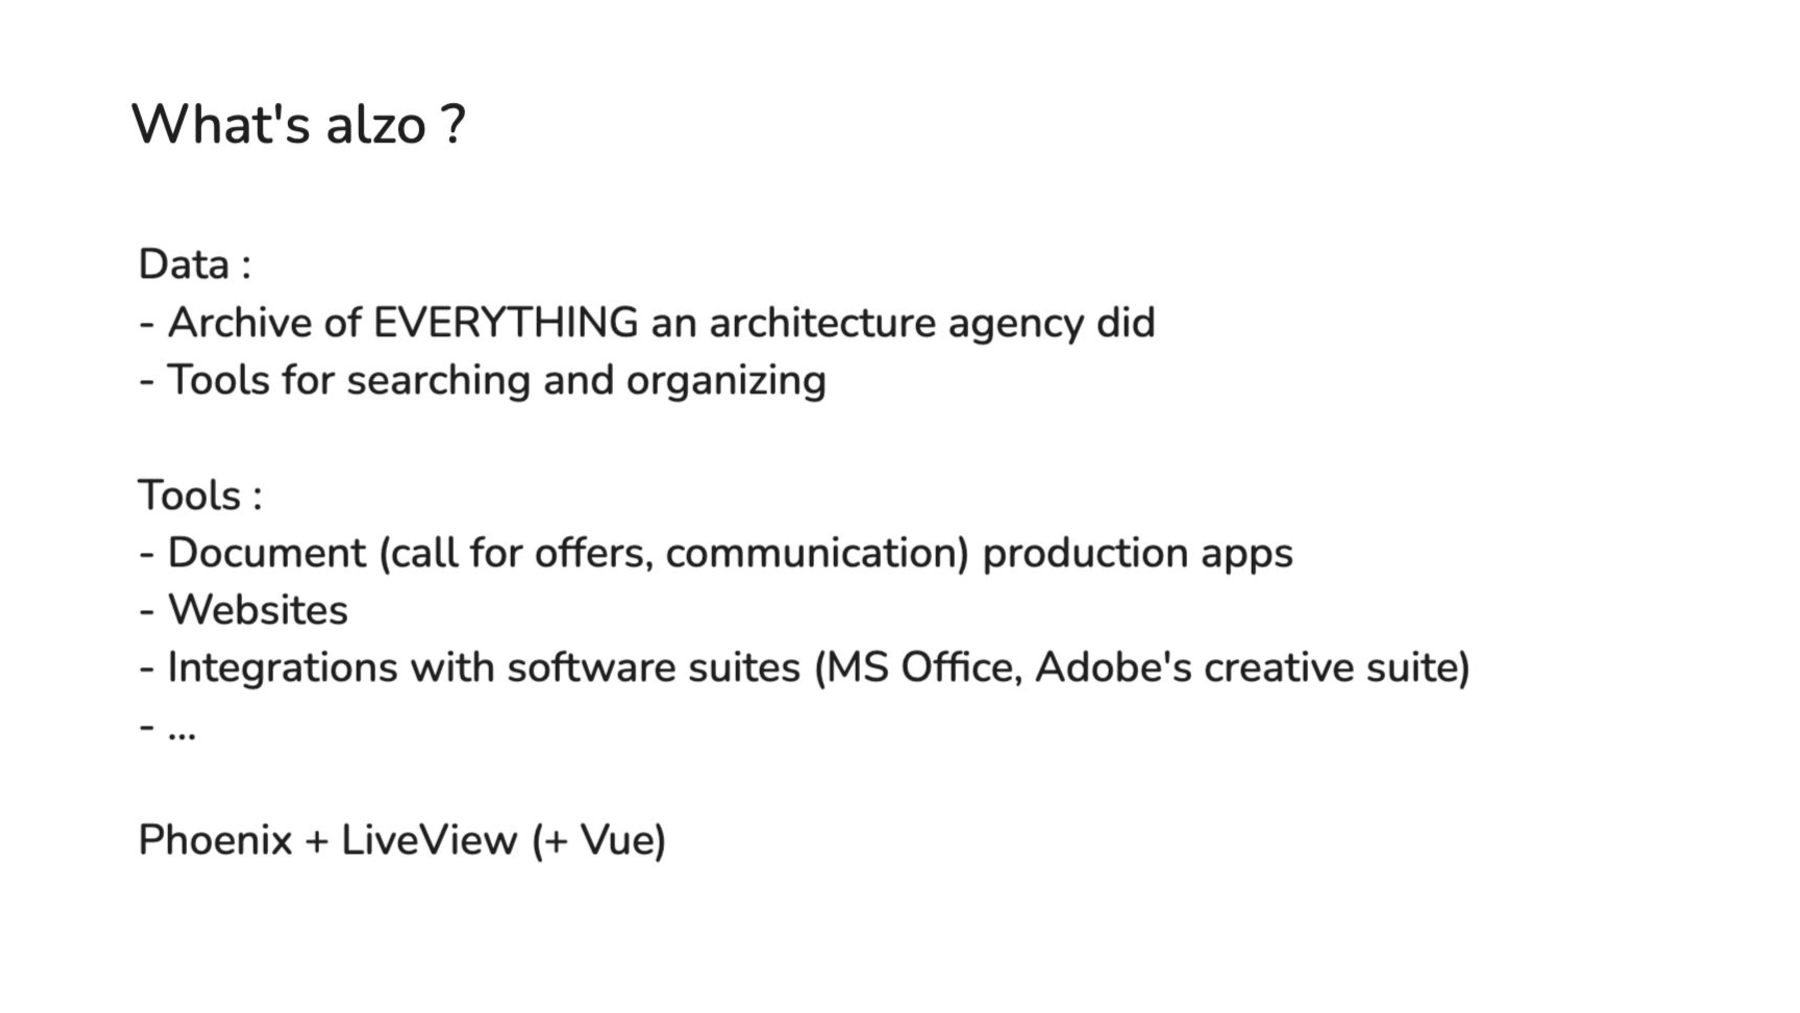 What's alzo ?
Data :
- Archive of EVERYTHING an architecture agency did
- Tools for searching and organizing
Tools :
- Document (call for offers, communication) production apps
- Websites
- Integrations with software suites (MS Office, Adobe's creative suite)
- ...
Phoenix + LiveView (+ Vue)